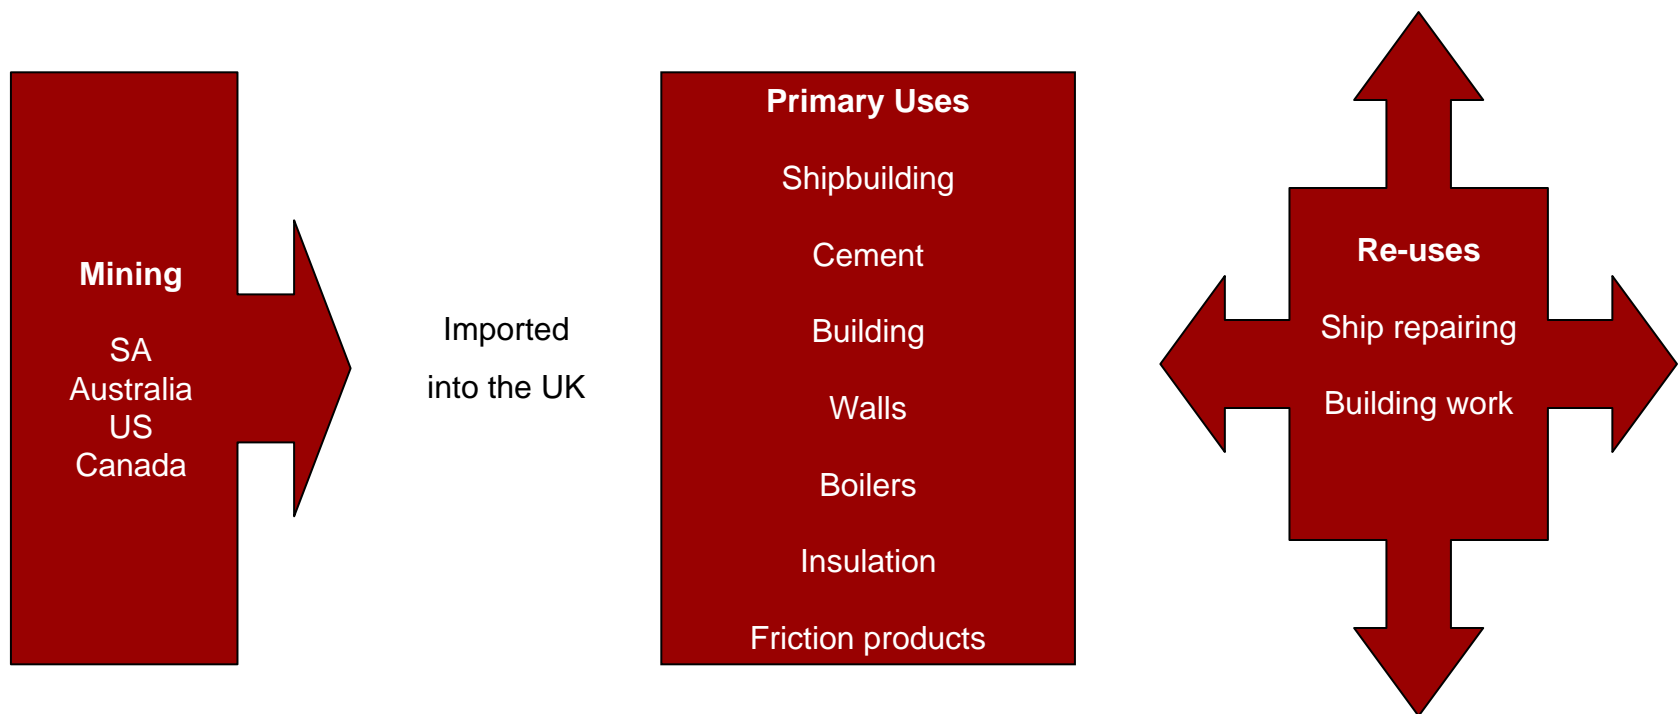 Mining
SA
Australia
US
Canada
Imported
into the UK
Primary Uses
Shipbuilding
Cement
Building
Walls
Boilers
Insulation
Friction products
Re-uses
Ship repairing
Building work